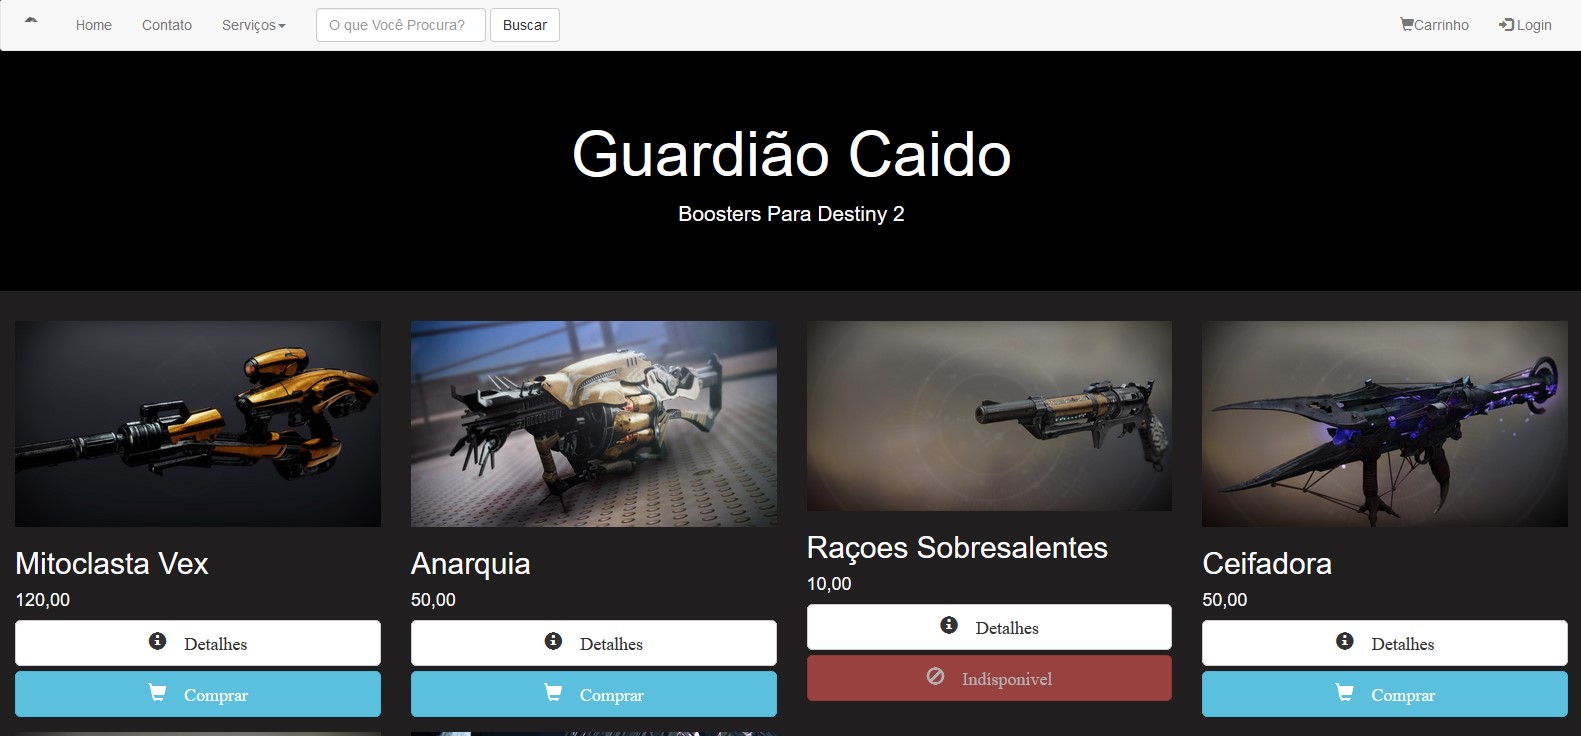 Home Contato Serviços O que Você Procura? Buscar Carrinho Login
Guardião Caido
Boosters Para Destiny 2
Mitoclasta Vex
120,00
Detalhes
Comprar
Anarquia
50,00
Detalhes
Comprar
Raçoes Sobresalentes
10,00
Detalhes
Indisponivel
Ceifadora
50,00
Detalhes
Comprar